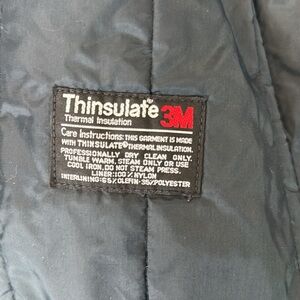 Thinsulate
Thermal Insulation
3M
Care Instructions: THIS GARMENT IS MADE
WITH THINSULATE® THERMAL INSULATION.
PROFESSIONALLY DRY CLEAN ONLY.
TUMBLE WARM, STEAM ONLY OR USE
COOL IRON, DO NOT STEAM PRESS.
LINER:100% NYLON
INTERLINING:65% OLEFIN-35% POLYESTER